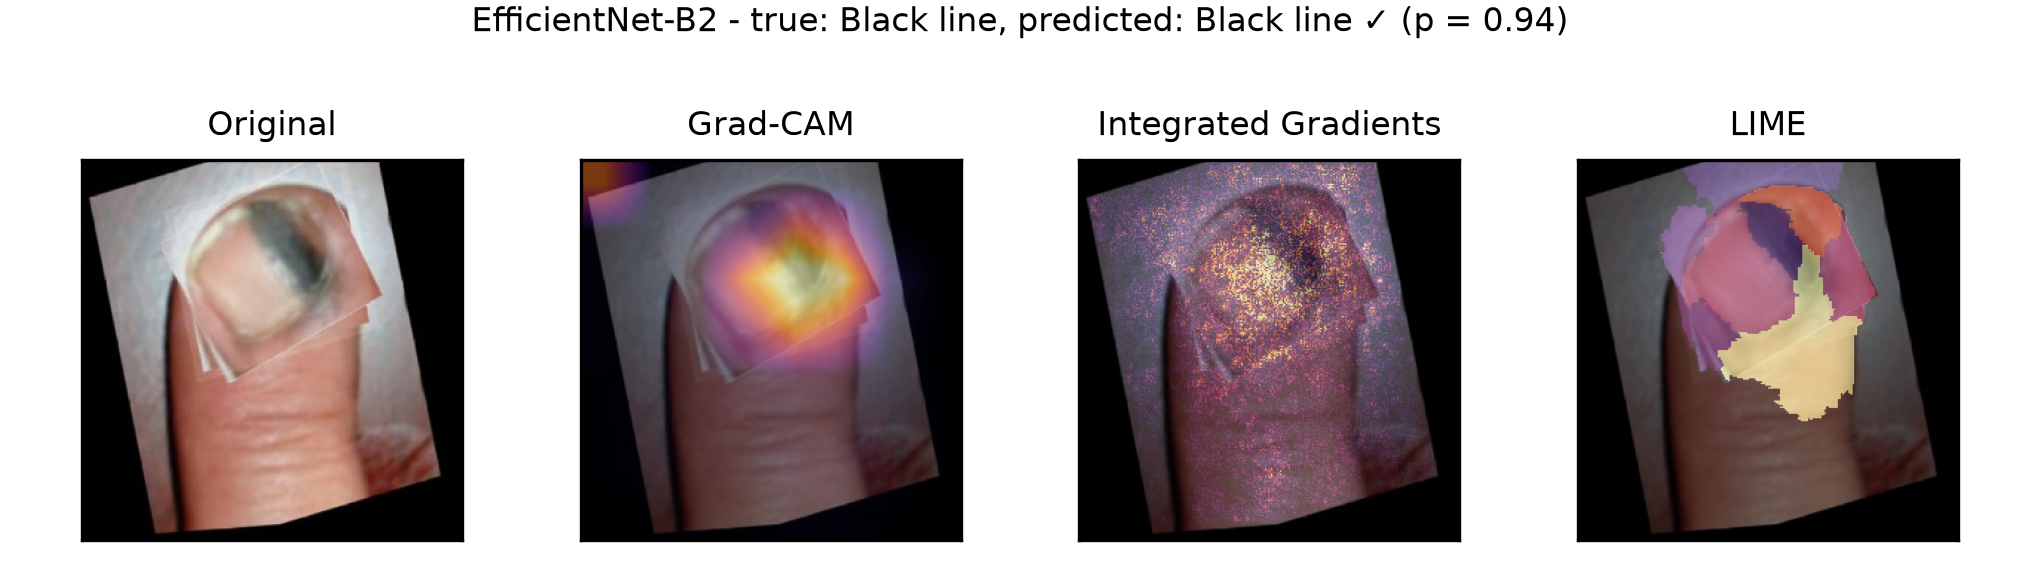 EfficientNet-B2 - true: Black line, predicted: Black line ✓ (p = 0.94)
Original
Grad-CAM
Integrated Gradients
LIME